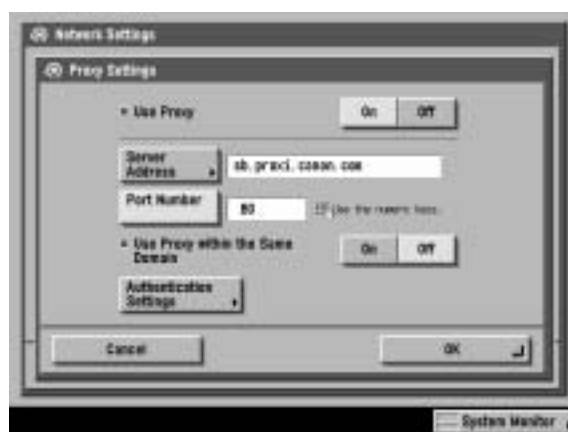 Network Settings
Proxy Settings
Use Proxy
On
Off
Server
Address
ab.proxi.canon.com
Port Number
80
Use the numeric keys.
Use Proxy within the Same
Domain
On
Off
Authentication
Settings
Cancel
OK
System Monitor